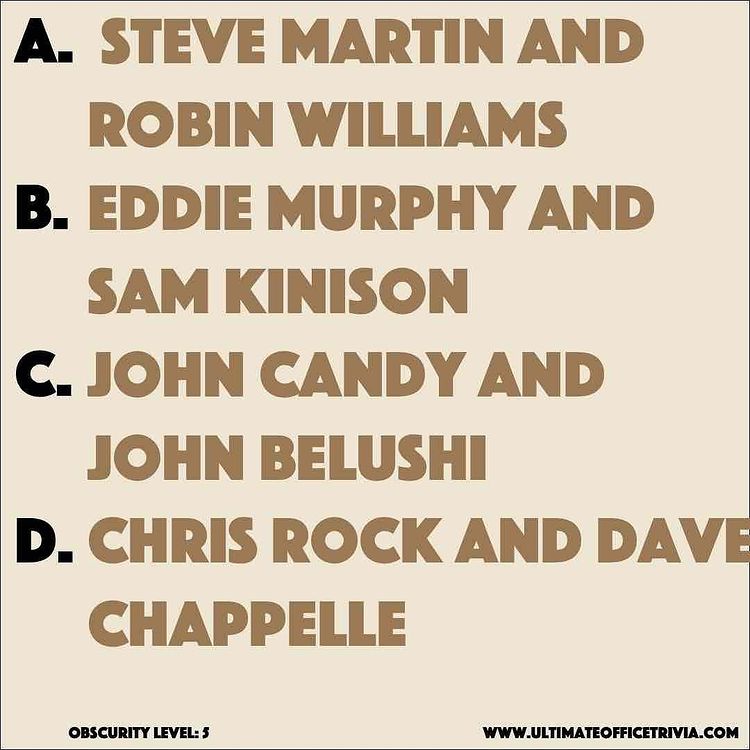 A. STEVE MARTIN AND
ROBIN WILLIAMS
B. EDDIE MURPHY AND
SAM KINISON
C. JOHN CANDY AND
JOHN BELUSHI
D. CHRIS ROCK AND DAVE
CHAPPELLE
OBSCURITY LEVEL: 5 WWW.ULTIMATEOFFICETRIVIA.COM